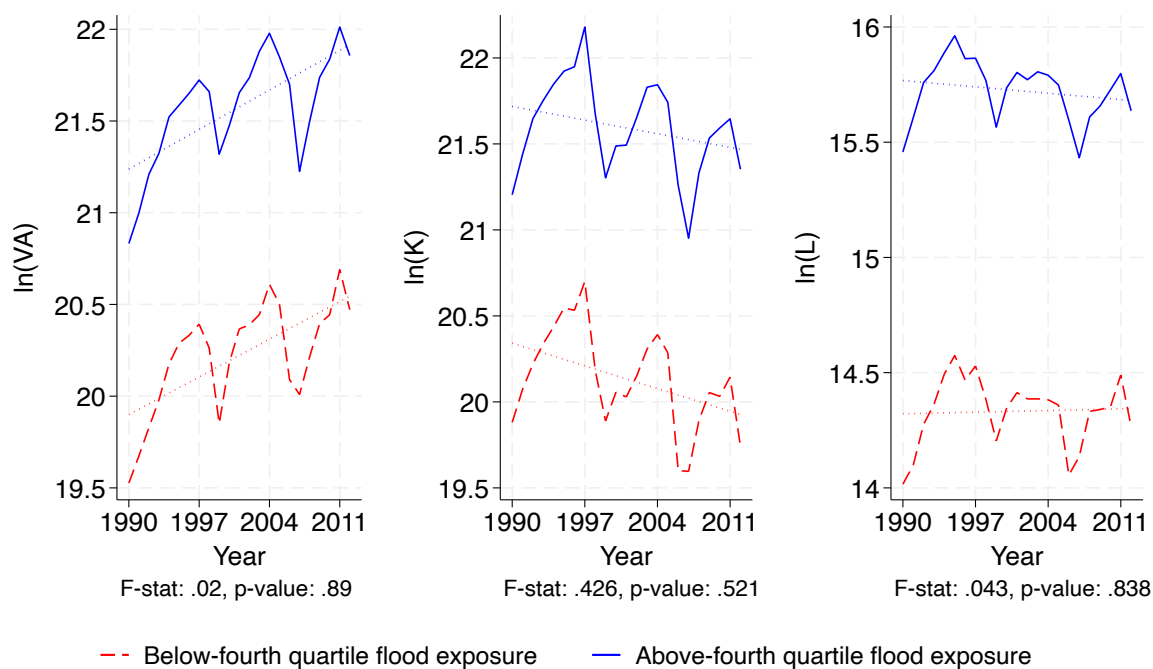 ln(VA)
22
21.5
21
20.5
20
19.5
1990 1997 2004 2011
Year
F-stat: .02, p-value: .89
ln(K)
22
21.5
21
20.5
20
19.5
1990 1997 2004 2011
Year
F-stat: .426, p-value: .521
ln(L)
16
15.5
15
14.5
14
1990 1997 2004 2011
Year
F-stat: .043, p-value: .838
Below-fourth quartile flood exposure
Above-fourth quartile flood exposure